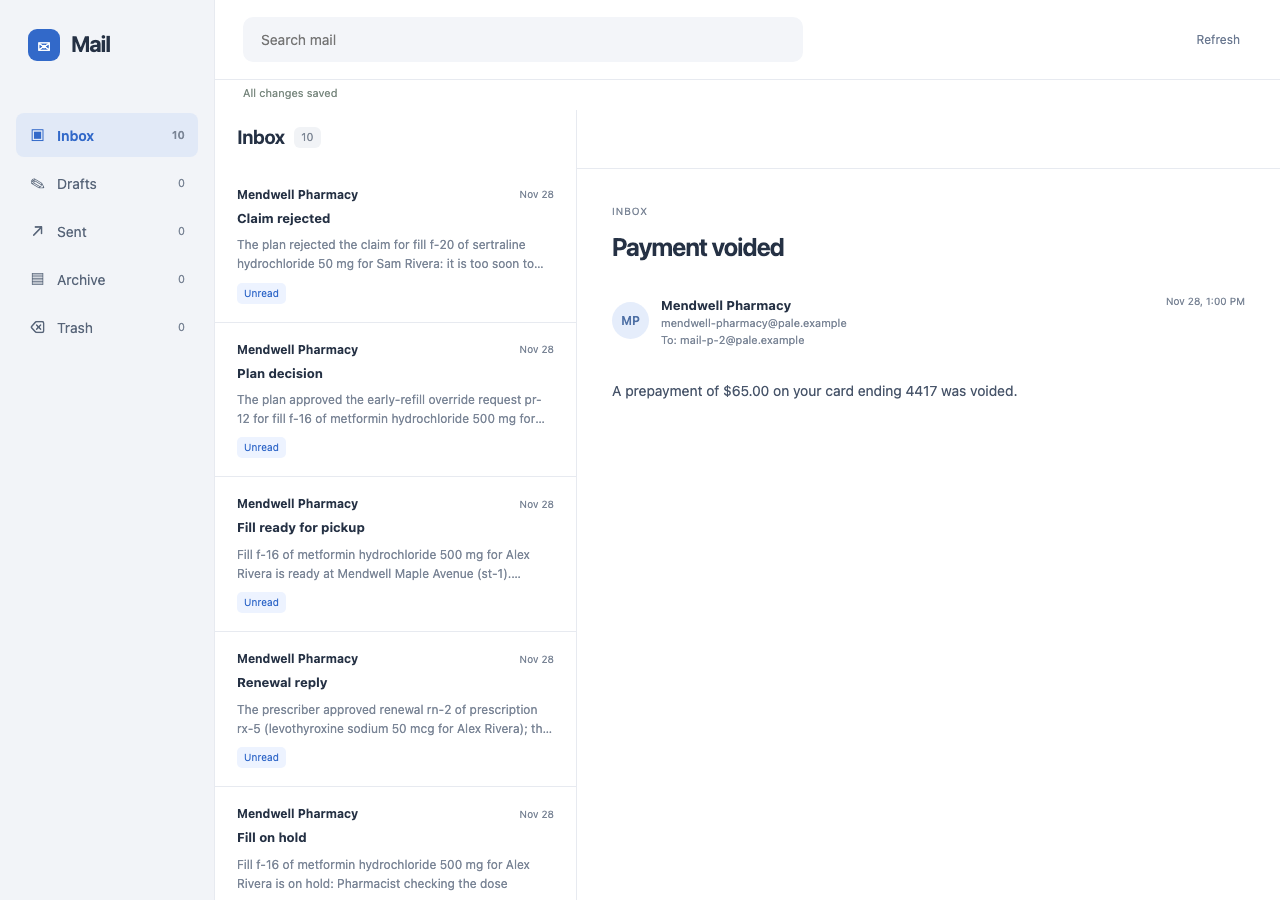 Mail
Search mail
Refresh
All changes saved
Inbox 10
Drafts 0
Sent 0
Archive 0
Trash 0
Inbox 10
Mendwell Pharmacy Nov 28
Claim rejected
The plan rejected the claim for fill f-20 of sertraline
hydrochloride 50 mg for Sam Rivera: it is too soon to...
Unread
Mendwell Pharmacy Nov 28
Plan decision
The plan approved the early-refill override request pr-
12 for fill f-16 of metformin hydrochloride 500 mg for...
Unread
Mendwell Pharmacy Nov 28
Fill ready for pickup
Fill f-16 of metformin hydrochloride 500 mg for Alex
Rivera is ready at Mendwell Maple Avenue (st-1)....
Unread
Mendwell Pharmacy Nov 28
Renewal reply
The prescriber approved renewal rn-2 of prescription
rx-5 (levothyroxine sodium 50 mcg for Alex Rivera); th...
Unread
Mendwell Pharmacy Nov 28
Fill on hold
Fill f-16 of metformin hydrochloride 500 mg for Alex
Rivera is on hold: Pharmacist checking the dose
INBOX
Payment voided
MP
Mendwell Pharmacy Nov 28, 1:00 PM
mendwell-pharmacy@pale.example
To: mail-p-2@pale.example
A prepayment of $65.00 on your card ending 4417 was voided.